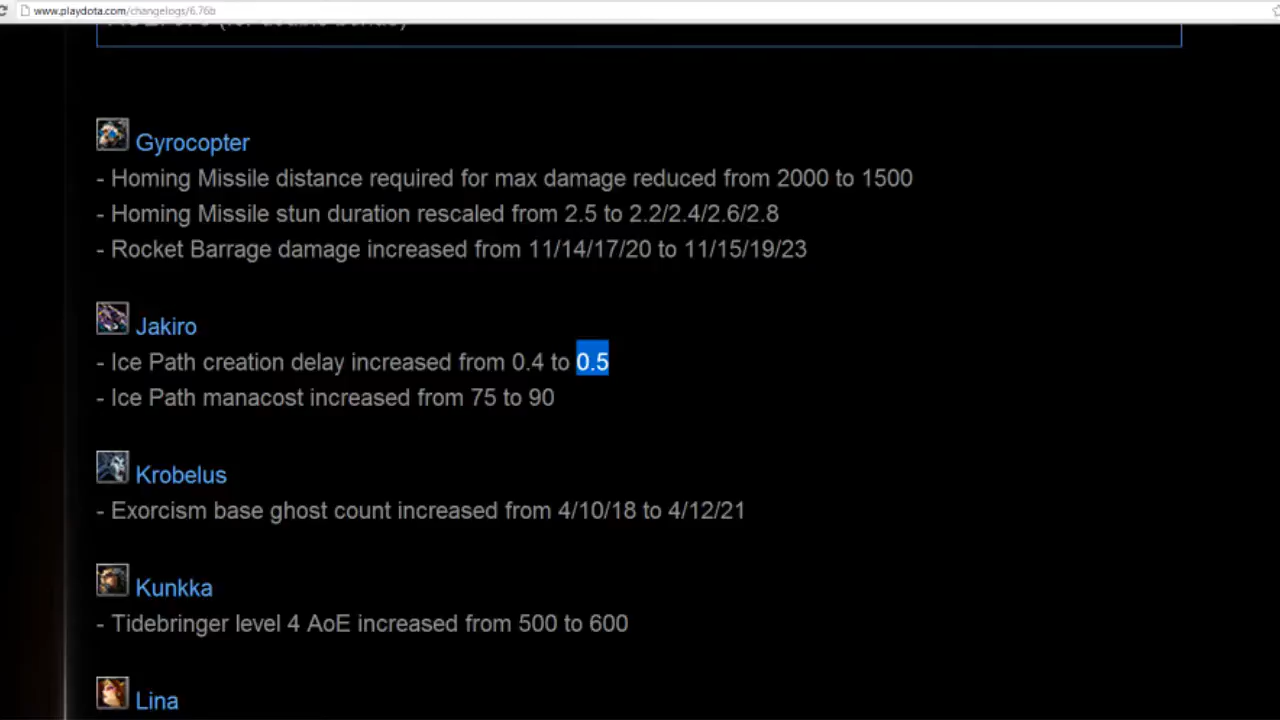 www.playdota.com/changelogs/6.76b
Gyrocopter
- Homing Missile distance required for max damage reduced from 2000 to 1500
- Homing Missile stun duration rescaled from 2.5 to 2.2/2.4/2.6/2.8
- Rocket Barrage damage increased from 11/14/17/20 to 11/15/19/23
Jakiro
- Ice Path creation delay increased from 0.4 to 0.5
- Ice Path manacost increased from 75 to 90
Krobelus
- Exorcism base ghost count increased from 4/10/18 to 4/12/21
Kunkka
- Tidebringer level 4 AoE increased from 500 to 600
Lina